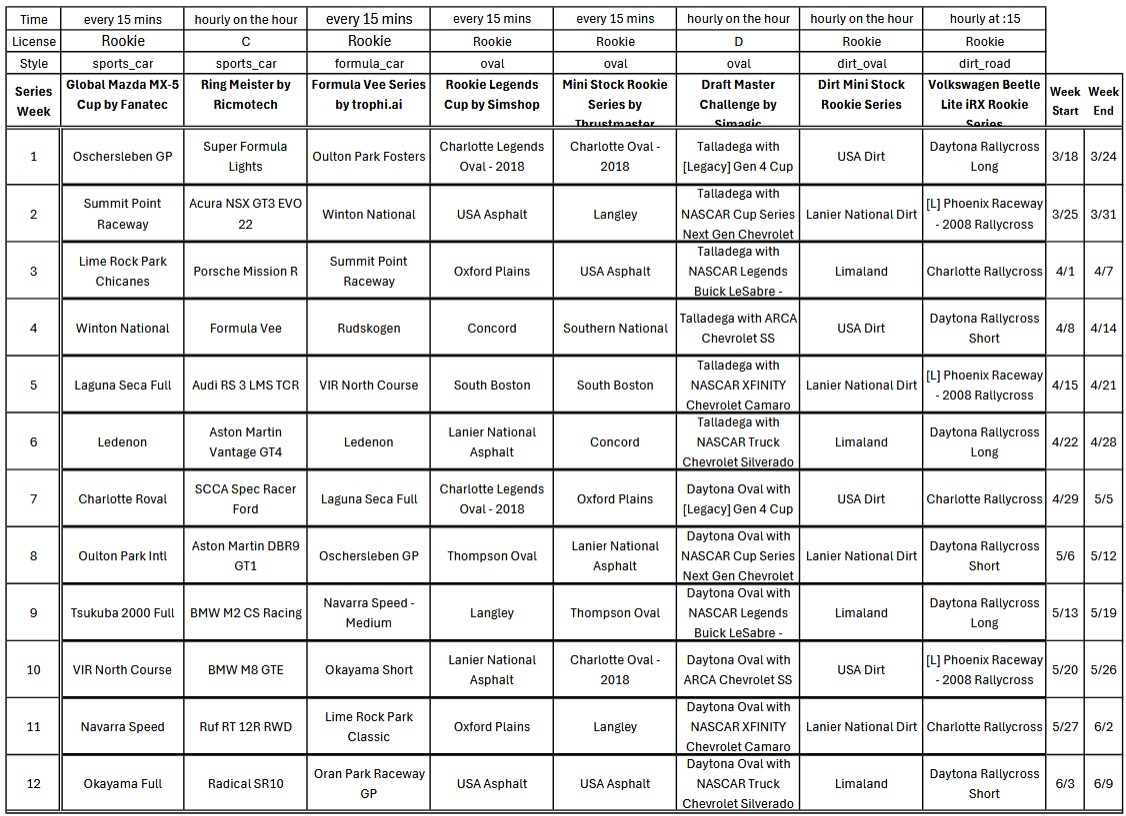 Time every 15 mins hourly on the hour every 15 mins every 15 mins every 15 mins hourly on the hour hourly on the hour hourly at :15
License Rookie C Rookie Rookie Rookie D Rookie Rookie
Style sports_car sports_car formula_car oval oval oval dirt_oval dirt_road
Series Week Global Mazda MX-5 Cup by Fanatec Ring Meister by Ricmotech Formula Vee Series by trophi.ai Rookie Legends Cup by Simshop Mini Stock Rookie Series by Thrustmaster Draft Master Challenge by Simagic Dirt Mini Stock Rookie Series Volkswagen Beetle Lite iRX Rookie Series Week Start Week End
1 Oschersleben GP Super Formula Lights Oulton Park Fosters Charlotte Legends Oval - 2018 Charlotte Oval - 2018 Talladega with [Legacy] Gen 4 Cup USA Dirt Daytona Rallycross Long 3/18 3/24
2 Summit Point Raceway Acura NSX GT3 EVO 22 Winton National USA Asphalt Langley Talladega with NASCAR Cup Series Next Gen Chevrolet Lanier National Dirt [L] Phoenix Raceway - 2008 Rallycross 3/25 3/31
3 Lime Rock Park Chicanes Porsche Mission R Summit Point Raceway Oxford Plains USA Asphalt Talladega with NASCAR Legends Buick LeSabre - Limaland Charlotte Rallycross 4/1 4/7
4 Winton National Formula Vee Rudskogen Concord Southern National Talladega with ARCA Chevrolet SS USA Dirt Daytona Rallycross Short 4/8 4/14
5 Laguna Seca Full Audi RS 3 LMS TCR VIR North Course South Boston South Boston Talladega with NASCAR XFINITY Chevrolet Camaro Lanier National Dirt [L] Phoenix Raceway - 2008 Rallycross 4/15 4/21
6 Ledenon Aston Martin Vantage GT4 Ledenon Lanier National Asphalt Concord Talladega with NASCAR Truck Chevrolet Silverado Limaland Daytona Rallycross Long 4/22 4/28
7 Charlotte Roval SCCA Spec Racer Ford Laguna Seca Full Charlotte Legends Oval - 2018 Oxford Plains Daytona Oval with [Legacy] Gen 4 Cup USA Dirt Charlotte Rallycross 4/29 5/5
8 Oulton Park Intl Aston Martin DBR9 GT1 Oschersleben GP Thompson Oval Lanier National Asphalt Daytona Oval with NASCAR Cup Series Next Gen Chevrolet Lanier National Dirt Daytona Rallycross Short 5/6 5/12
9 Tsukuba 2000 Full BMW M2 CS Racing Navarra Speed - Medium Langley Thompson Oval Daytona Oval with NASCAR Legends Buick LeSabre - Limaland Daytona Rallycross Long 5/13 5/19
10 VIR North Course BMW M8 GTE Okayama Short Lanier National Asphalt Charlotte Oval - 2018 Daytona Oval with ARCA Chevrolet SS USA Dirt [L] Phoenix Raceway - 2008 Rallycross 5/20 5/26
11 Navarra Speed Ruf RT 12R RWD Lime Rock Park Classic Oxford Plains Langley Daytona Oval with NASCAR XFINITY Chevrolet Camaro Lanier National Dirt Charlotte Rallycross 5/27 6/2
12 Okayama Full Radical SR10 Oran Park Raceway GP USA Asphalt USA Asphalt Daytona Oval with NASCAR Truck Chevrolet Silverado Limaland Daytona Rallycross Short 6/3 6/9